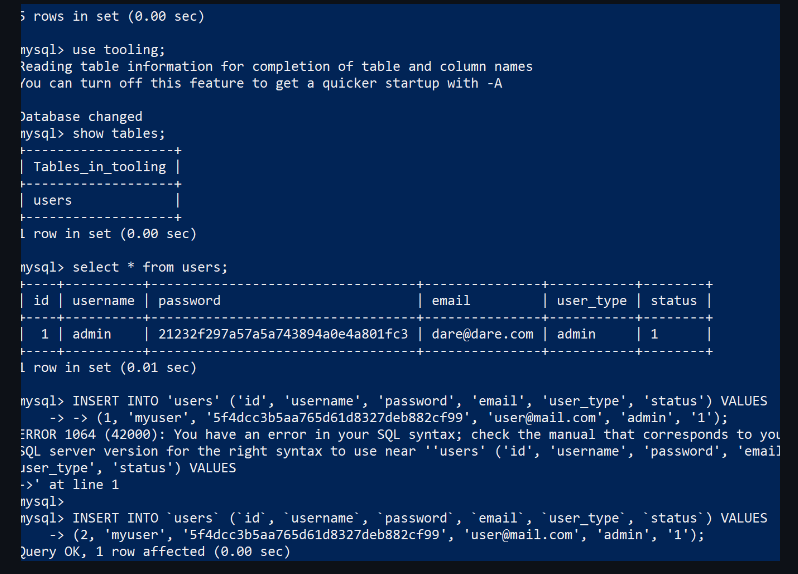 5 rows in set (0.00 sec)
mysql> use tooling;
Reading table information for completion of table and column names
You can turn off this feature to get a quicker startup with -A
Database changed
mysql> show tables;
+-------------------+
| Tables_in_tooling |
+-------------------+
| users             |
+-------------------+
1 row in set (0.00 sec)
mysql> select * from users;
+----+----------+----------------------------------+---------------+-----------+--------+
| id | username | password                         | email         | user_type | status |
+----+----------+----------------------------------+---------------+-----------+--------+
|  1 | admin    | 21232f297a57a5a743894a0e4a801fc3 | dare@dare.com | admin     | 1      |
+----+----------+----------------------------------+---------------+-----------+--------+
1 row in set (0.01 sec)
mysql> INSERT INTO 'users' ('id', 'username', 'password', 'email', 'user_type', 'status') VALUES
    -> -> (1, 'myuser', '5f4dcc3b5aa765d61d8327deb882cf99', 'user@mail.com', 'admin', '1');
ERROR 1064 (42000): You have an error in your SQL syntax; check the manual that corresponds to you
SQL server version for the right syntax to use near ''users' ('id', 'username', 'password', 'email
user_type', 'status') VALUES
->' at line 1
mysql>
mysql> INSERT INTO `users` (`id`, `username`, `password`, `email` `user_type`, `status`) VALUES
    -> (2, 'myuser', '5f4dcc3b5aa765d61d8327deb882cf99', 'user@mail.com', 'admin', '1');
Query OK, 1 row affected (0.00 sec)